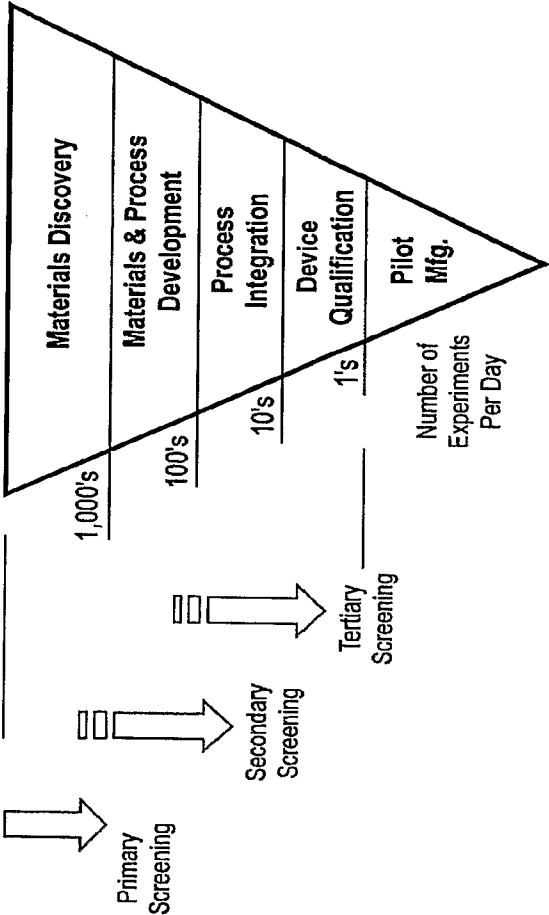 Materials Discovery
1,000's
Materials & Process
Development
100's
Process
Integration
10's
Device
Qualification
1's
Pilot
Mfg.
Number of
Experiments
Per Day
Primary
Screening
Secondary
Screening
Tertiary
Screening